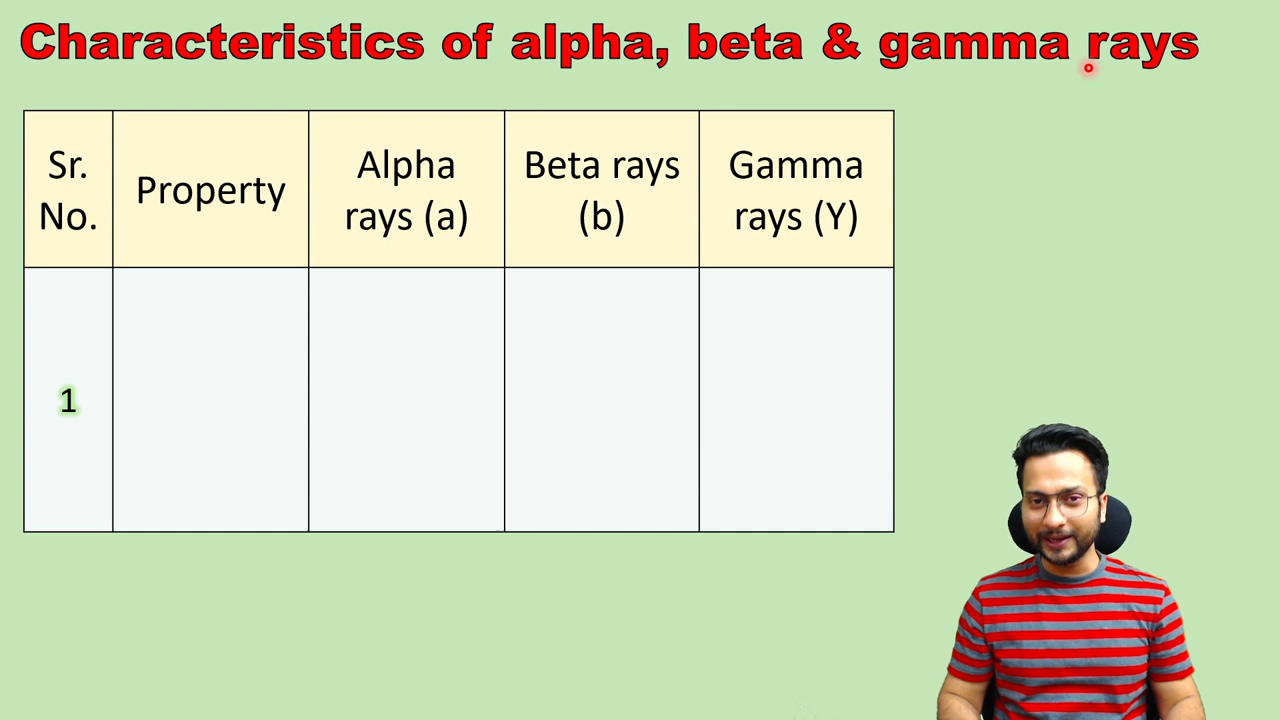 Characteristics of alpha, beta & gamma rays
Sr.
No.
Property
Alpha
rays (a)
Beta rays
(b)
Gamma
rays (Y)
1